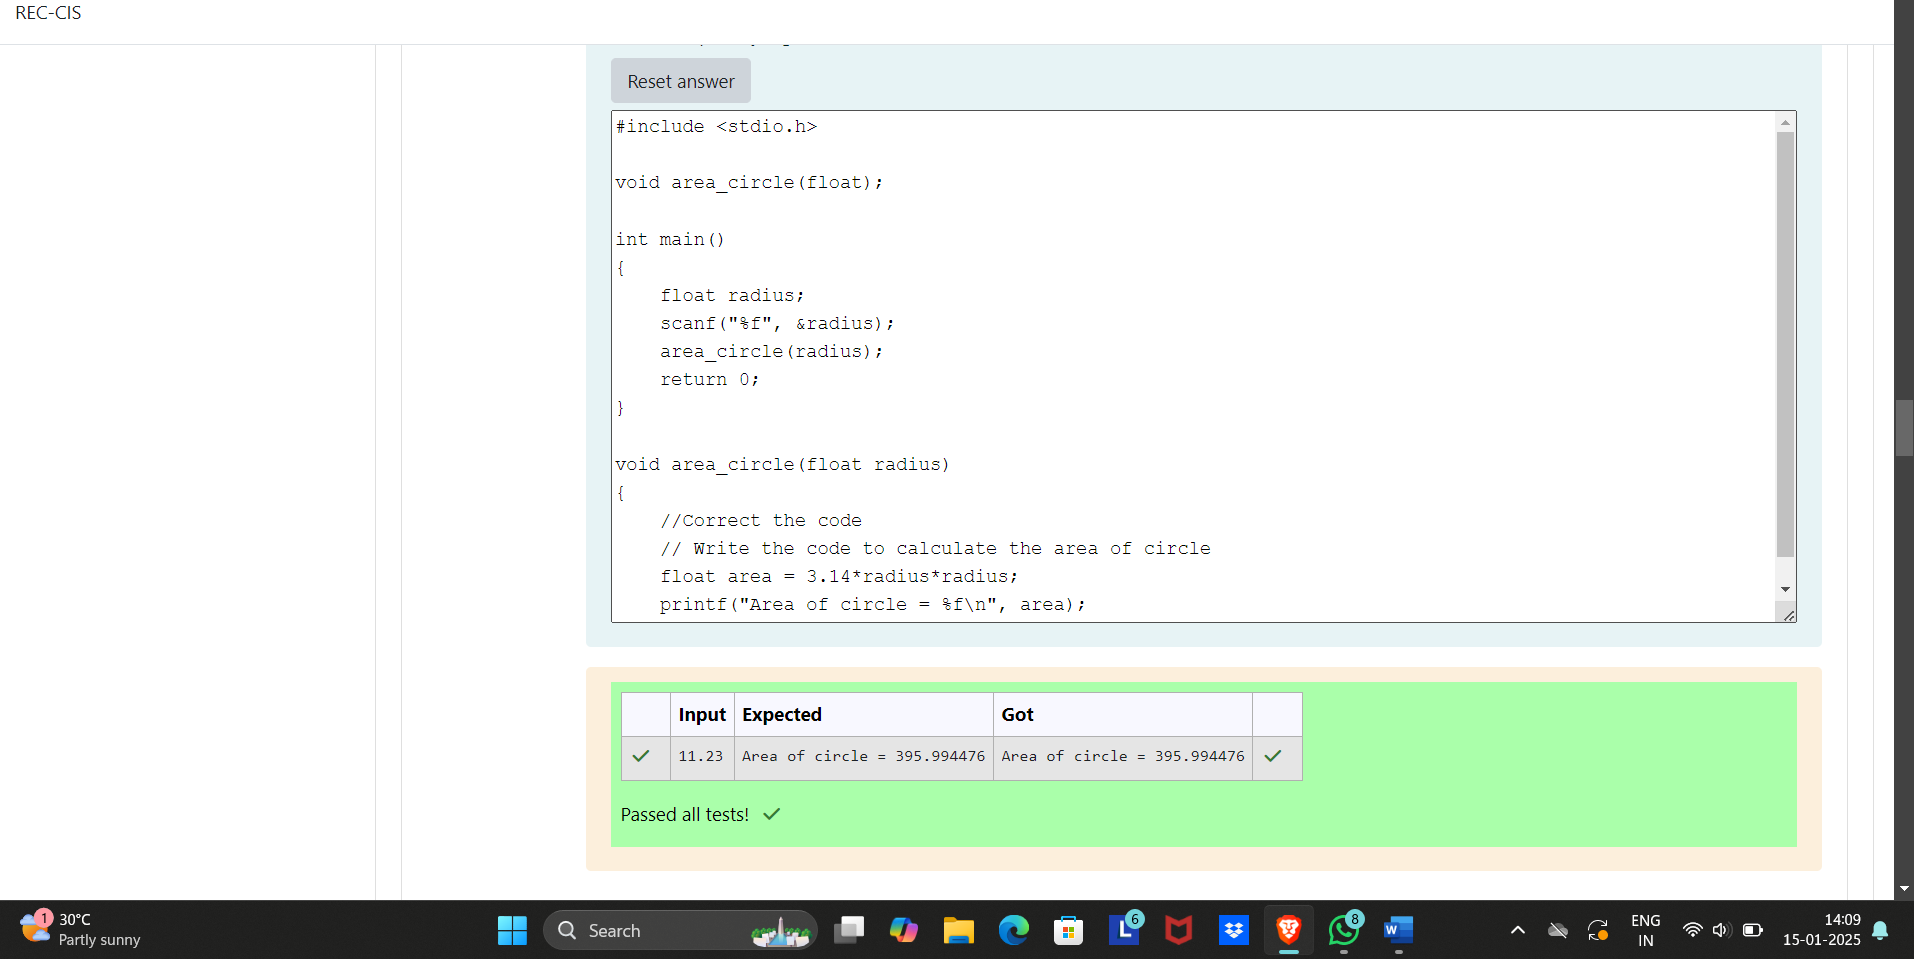 REC-CIS
Reset answer
#include <stdio.h>
void area_circle(float);
int main()
{
    float radius;
    scanf("%f", &radius);
    area_circle(radius);
    return 0;
}
void area_circle(float radius)
{
    //Correct the code
    // Write the code to calculate the area of circle
    float area = 3.14*radius*radius;
    printf("Area of circle = %f\n", area);
Input Expected Got
11.23 Area of circle = 395.994476 Area of circle = 395.994476
Passed all tests!
1
30°C
Partly sunny
Search
L 6
8
W
ENG
IN
14:09
15-01-2025